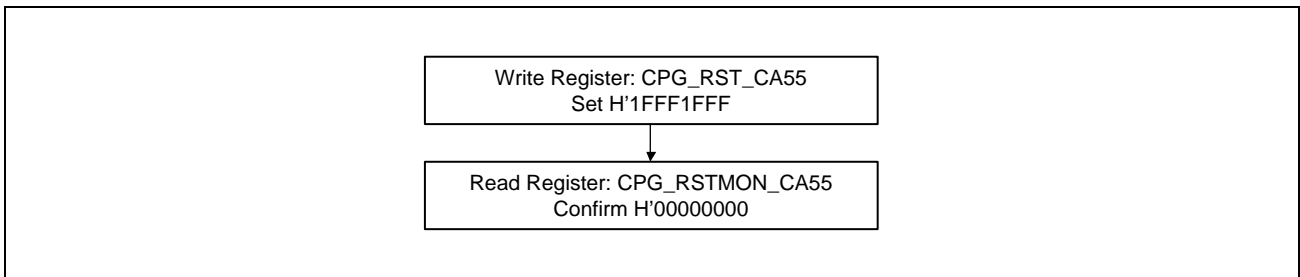 Write Register: CPG_RST_CA55
Set H’1FFF1FFF
Read Register: CPG_RSTMON_CA55
Confirm H’00000000